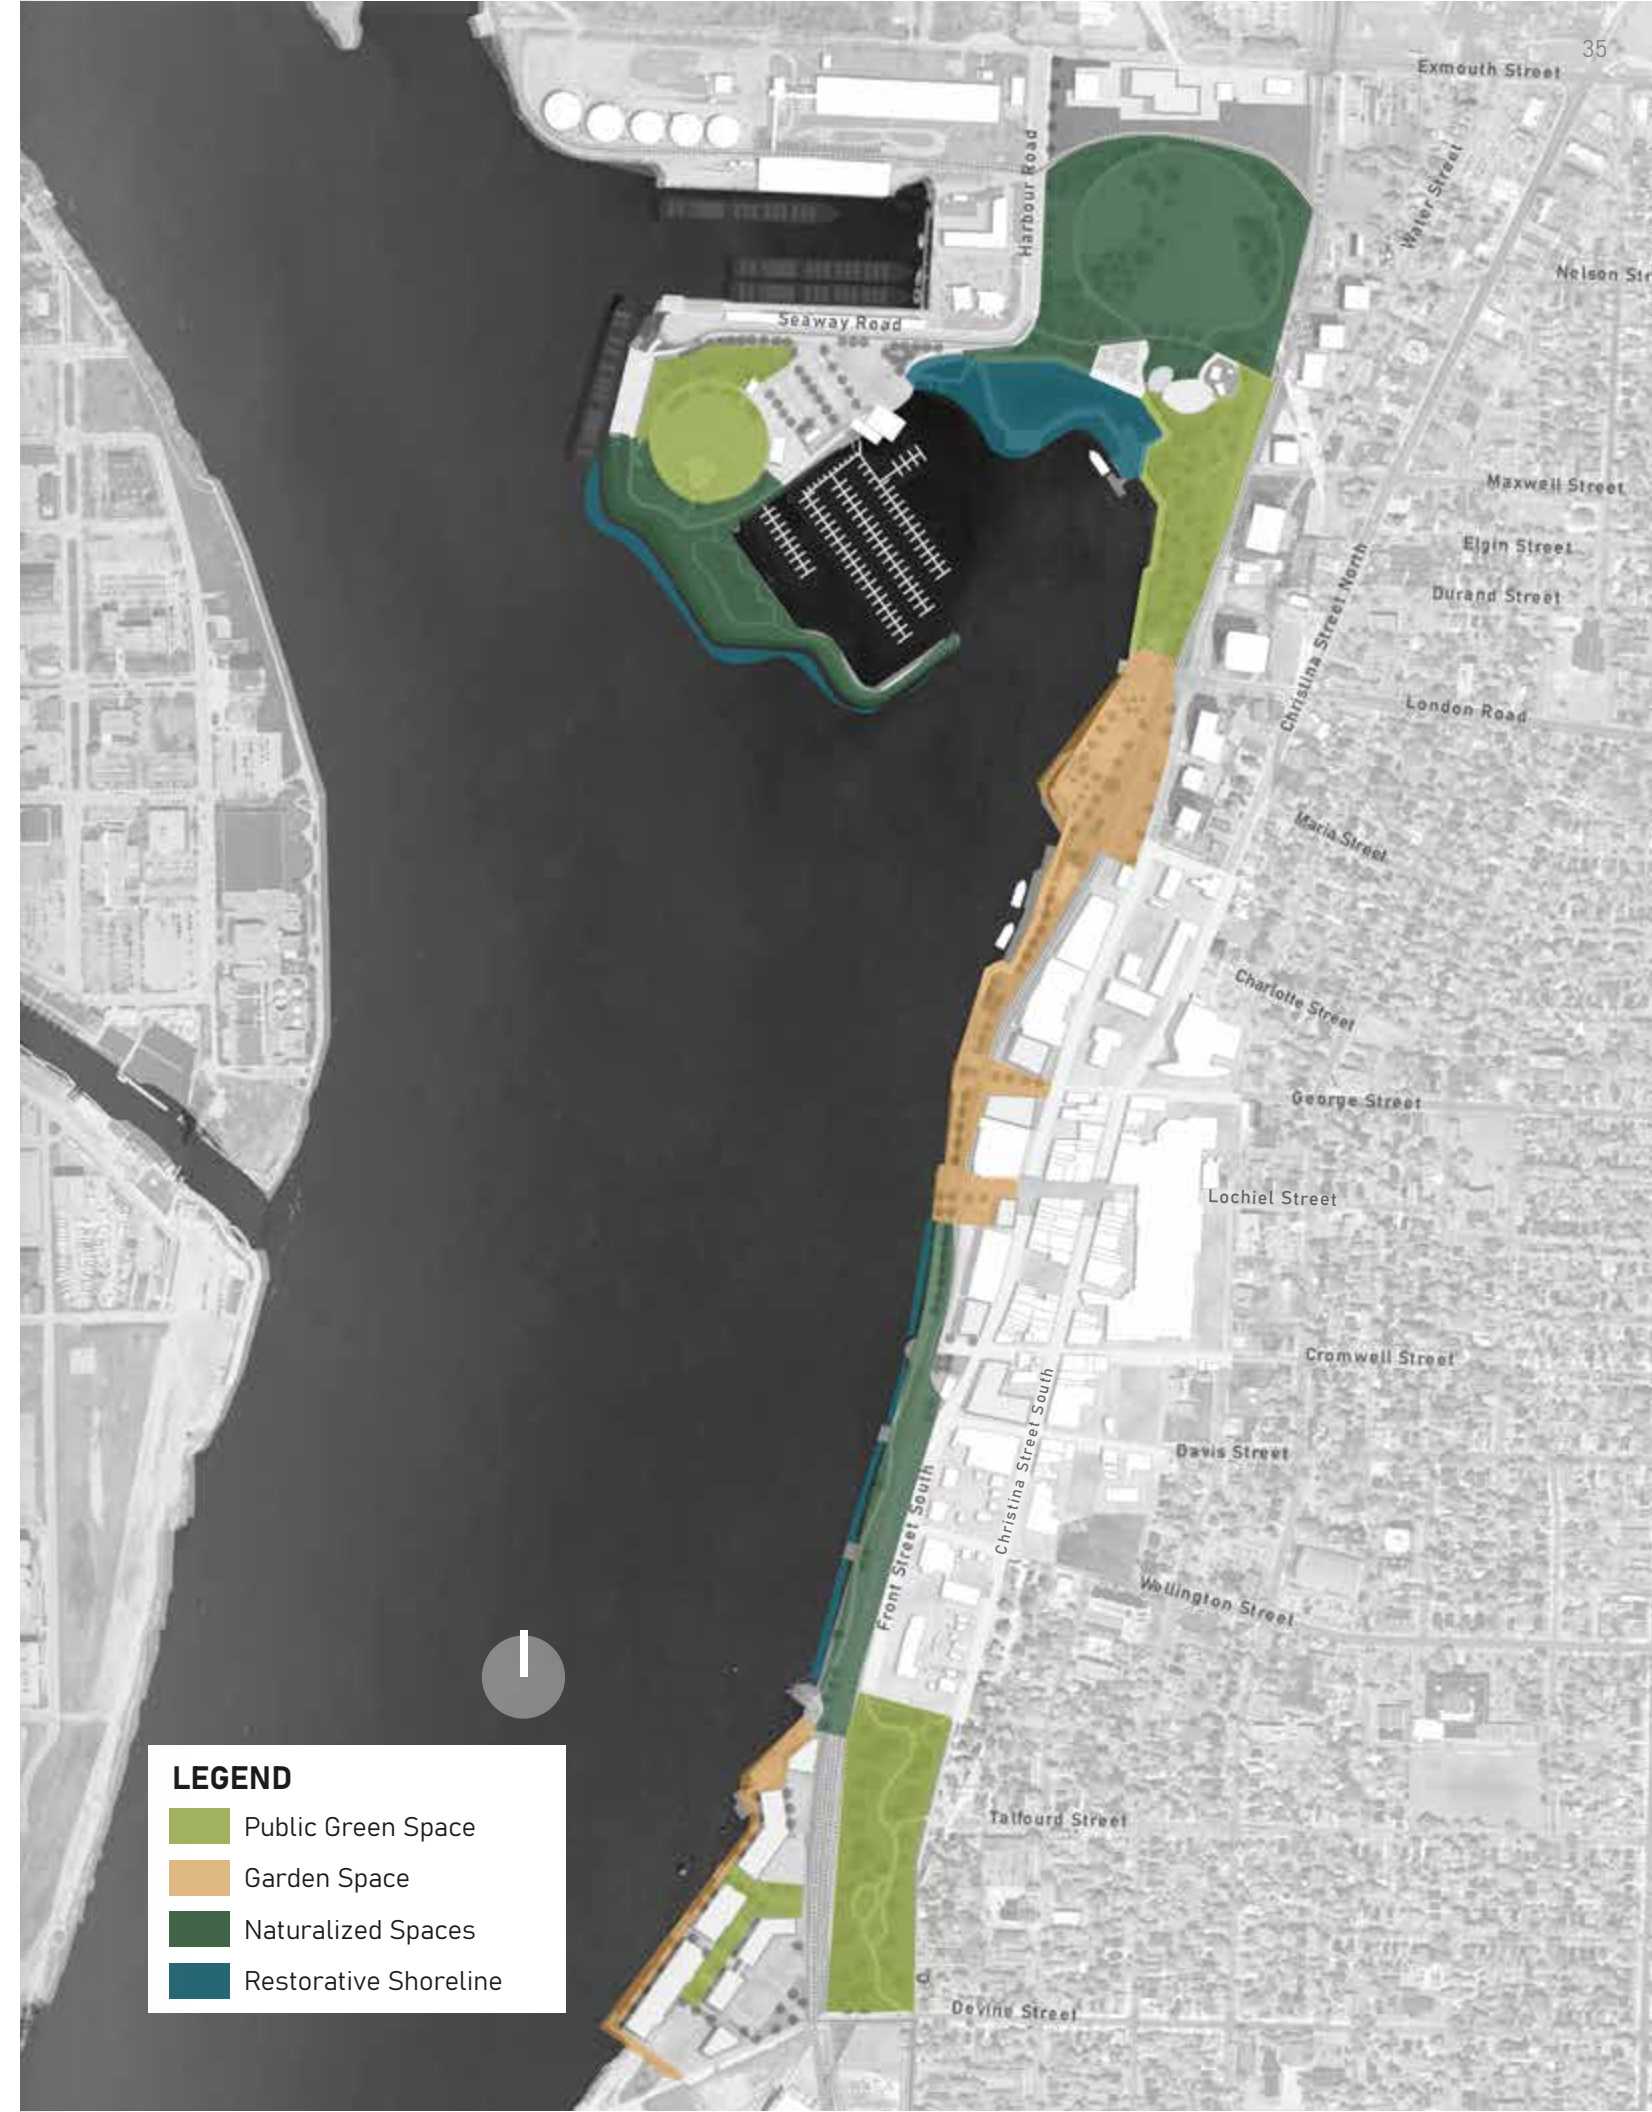 35
Exmouth Street
Water Street
Harbour Road
Nelson Str
Seaway Road
Maxwell Street
Elgin Street
Durand Street
Christina Street North
London Road
Maria Street
Charlotte Street
George Street
Lochiel Street
Cromwell Street
Christina Street South
Davis Street
Front Street South
Wellington Street
Talfourd Street
Devine Street
LEGEND
Public Green Space
Garden Space
Naturalized Spaces
Restorative Shoreline